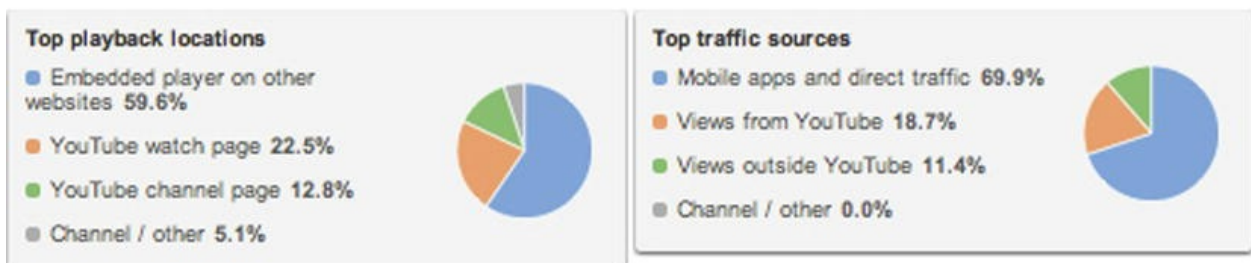 Top playback locations
Embedded player on other
websites 59.6%
YouTube watch page 22.5%
YouTube channel page 12.8%
Channel / other 5.1%
Top traffic sources
Mobile apps and direct traffic 69.9%
Views from YouTube 18.7%
Views outside YouTube 11.4%
Channel / other 0.0%